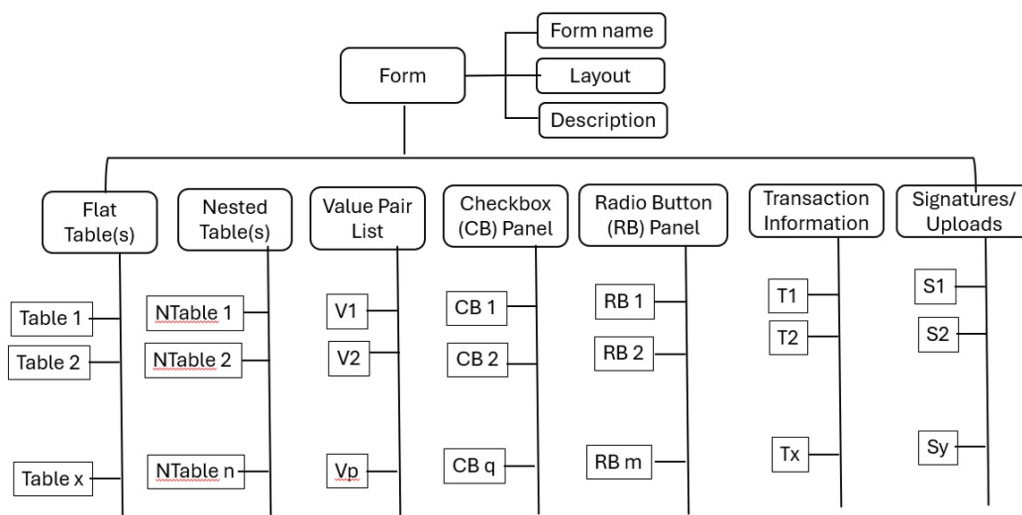 Form name
Form
Layout
Description
Flat
Table(s)
Nested
Table(s)
Value Pair
List
Checkbox
(CB) Panel
Radio Button
(RB) Panel
Transaction
Information
Signatures/
Uploads
Table 1
Table 2
Table x
NTable 1
NTable 2
NTable n
V1
V2
Vp
CB 1
CB 2
CB q
RB 1
RB 2
RB m
T1
T2
Tx
S1
S2
Sy